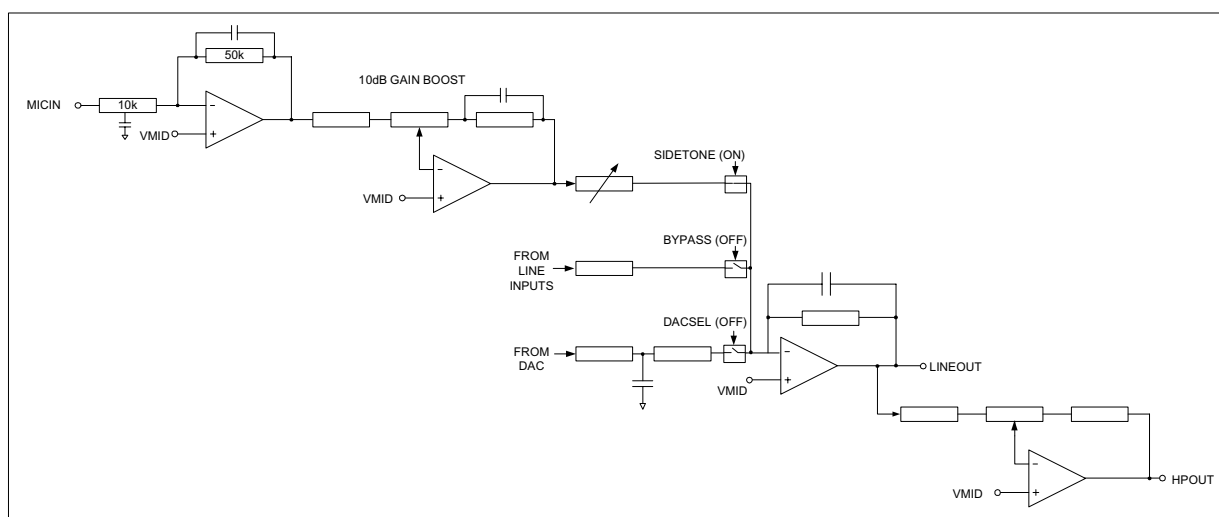 50k
10dB GAIN BOOST
MICIN
10k
−
+
VMID
SIDETONE (ON)
−
+
VMID
BYPASS (OFF)
FROM
LINE
INPUTS
DACSEL (OFF)
FROM
DAC
−
+
VMID
LINEOUT
−
+
VMID
HPOUT